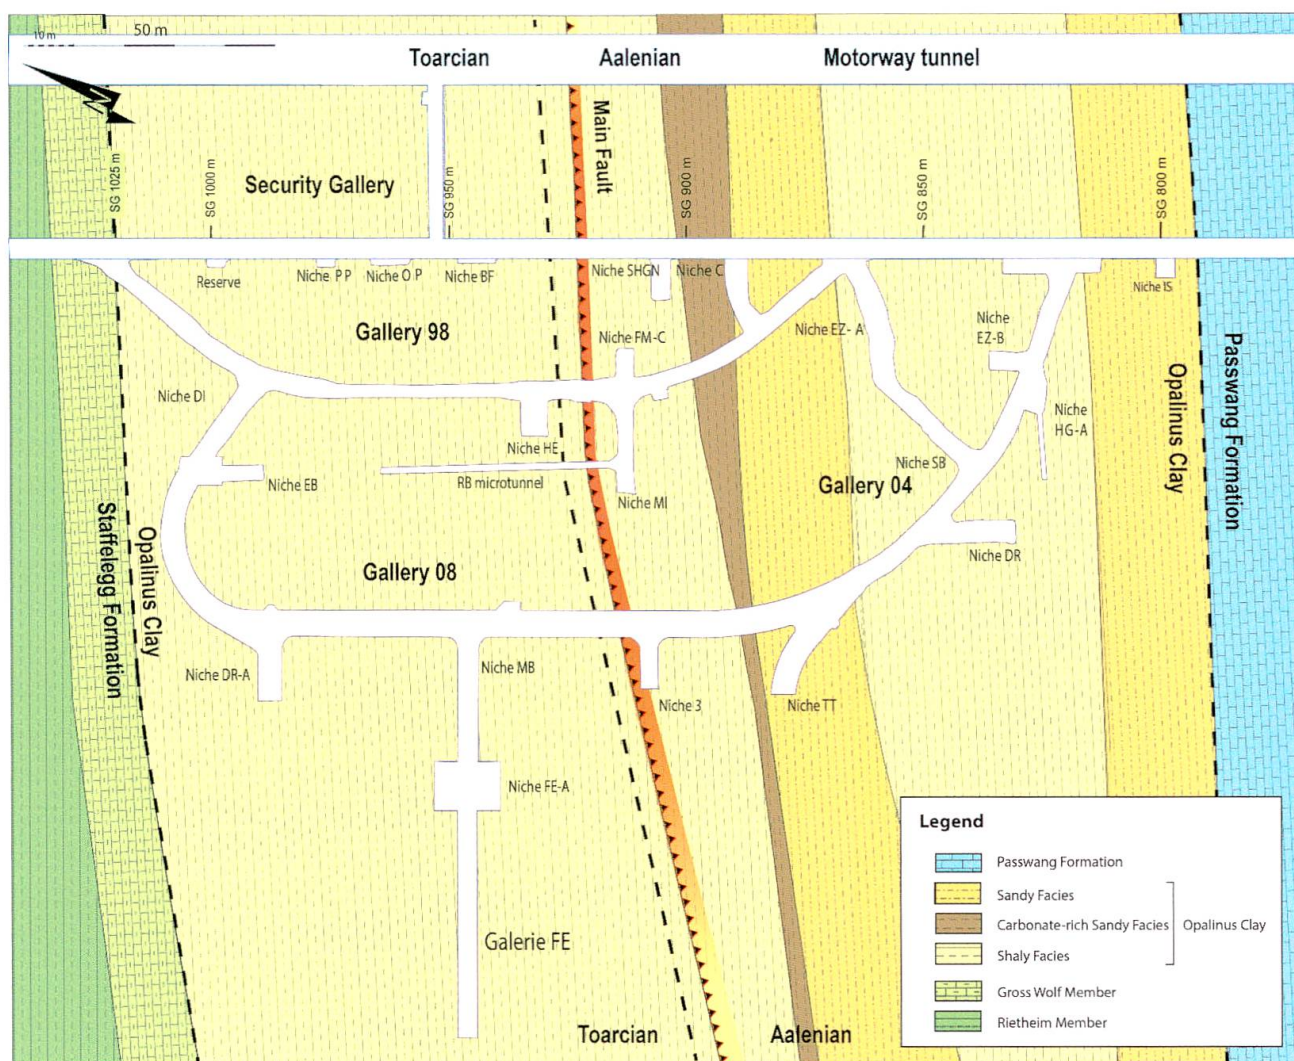 10 m
50 m
Toarcian
Aalenian
Motorway tunnel
N
SG 1025 m
SG 1000 m
Security Gallery
SG 950 m
Main Fault
SG 900 m
SG 850 m
SG 800 m
Reserve
Niche PP
Niche OP
Niche BF
Niche SHGN
Niche C
Niche IS
Gallery 98
Niche FM-C
Niche EZ-A
Niche
EZ-B
Niche DI
Niche
HG-A
Niche HE
Niche EB
RB microtunnel
Niche MI
Niche SB
Gallery 04
Opalinus Clay
Passwang Formation
Staffelegg Formation
Opalinus Clay
Gallery 08
Niche DR
Niche DR-A
Niche MB
Niche 3
Niche TT
Niche FE-A
Galerie FE
Toarcian
Aalenian
Legend
Passwang Formation
Sandy Facies
Carbonate-rich Sandy Facies
Opalinus Clay
Shaly Facies
Gross Wolf Member
Rietheim Member